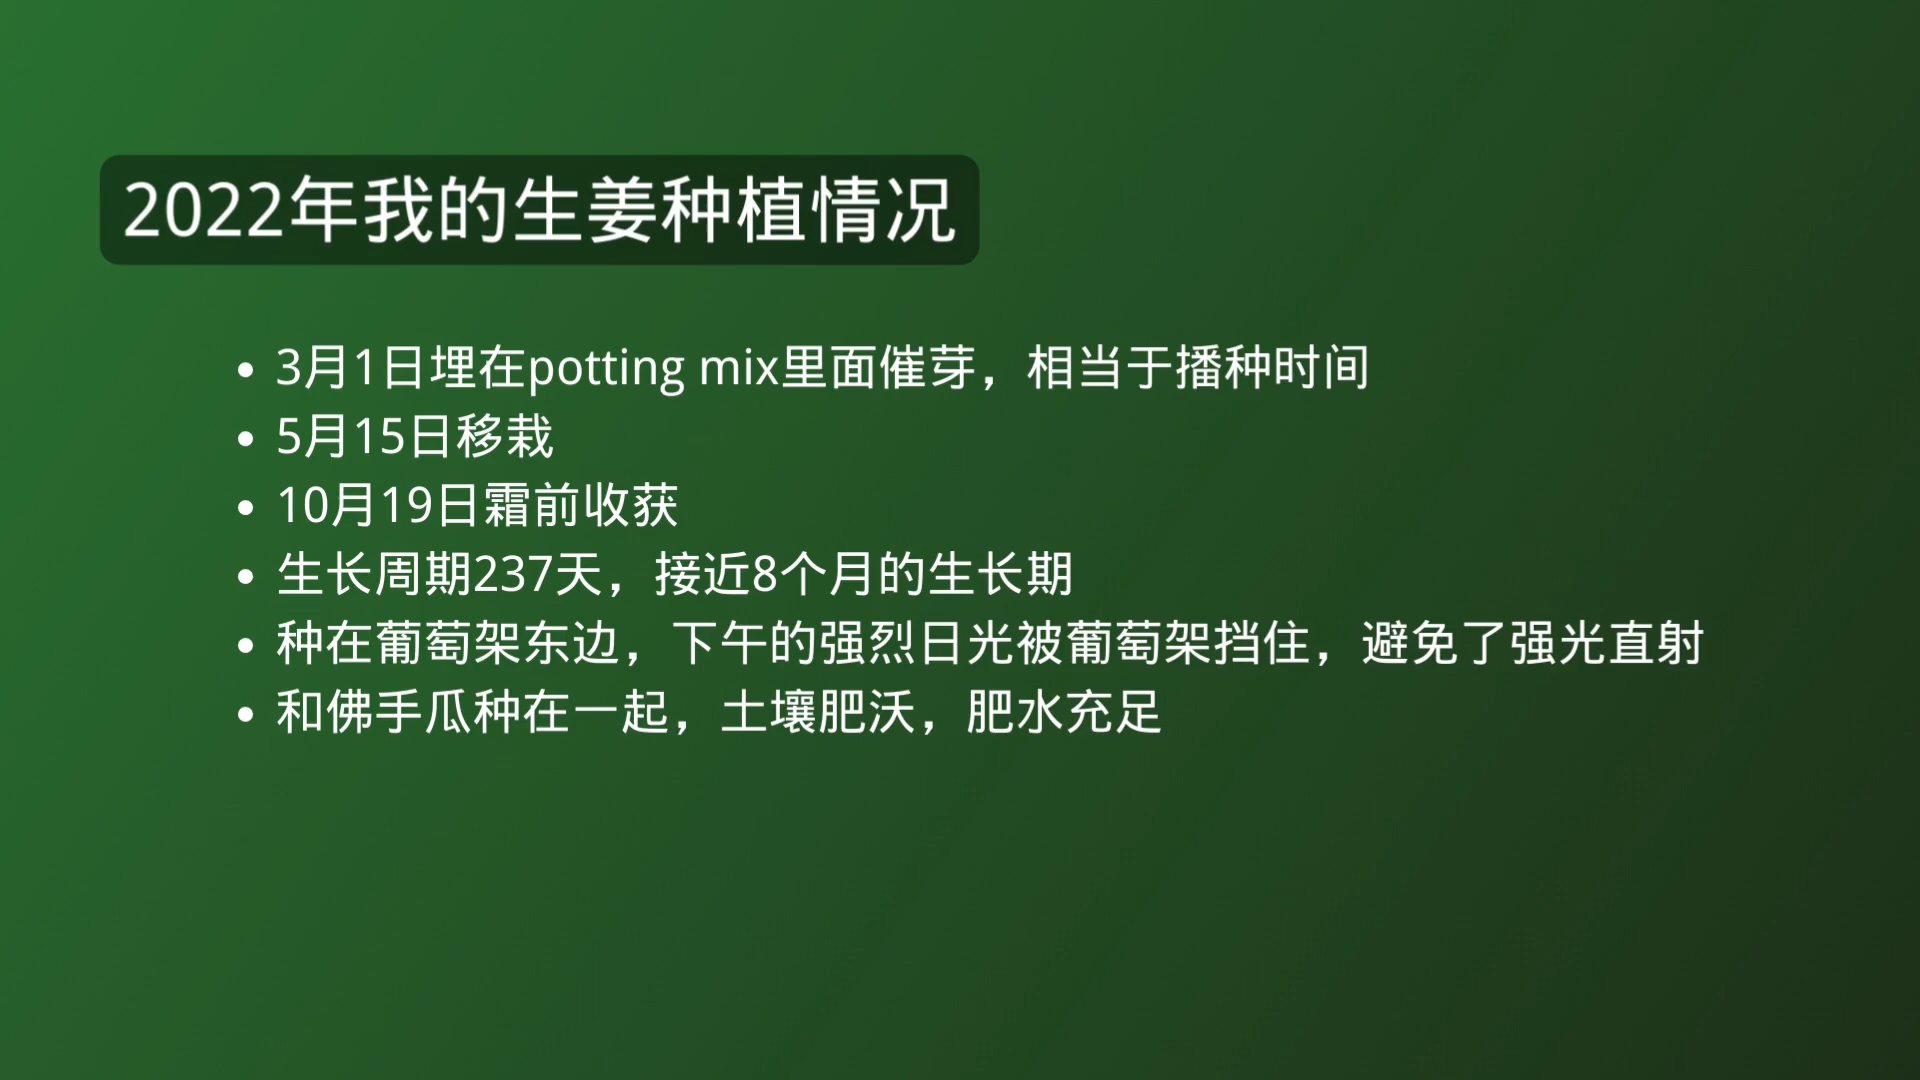 2022年我的生姜种植情况
3月1日埋在potting mix里面催芽，相当于播种时间
5月15日移栽
10月19日霜前收获
生长周期237天，接近8个月的生长期
种在葡萄架东边，下午的强烈日光被葡萄架挡住，避免了强光直射
和佛手瓜种在一起，土壤肥沃，肥水充足